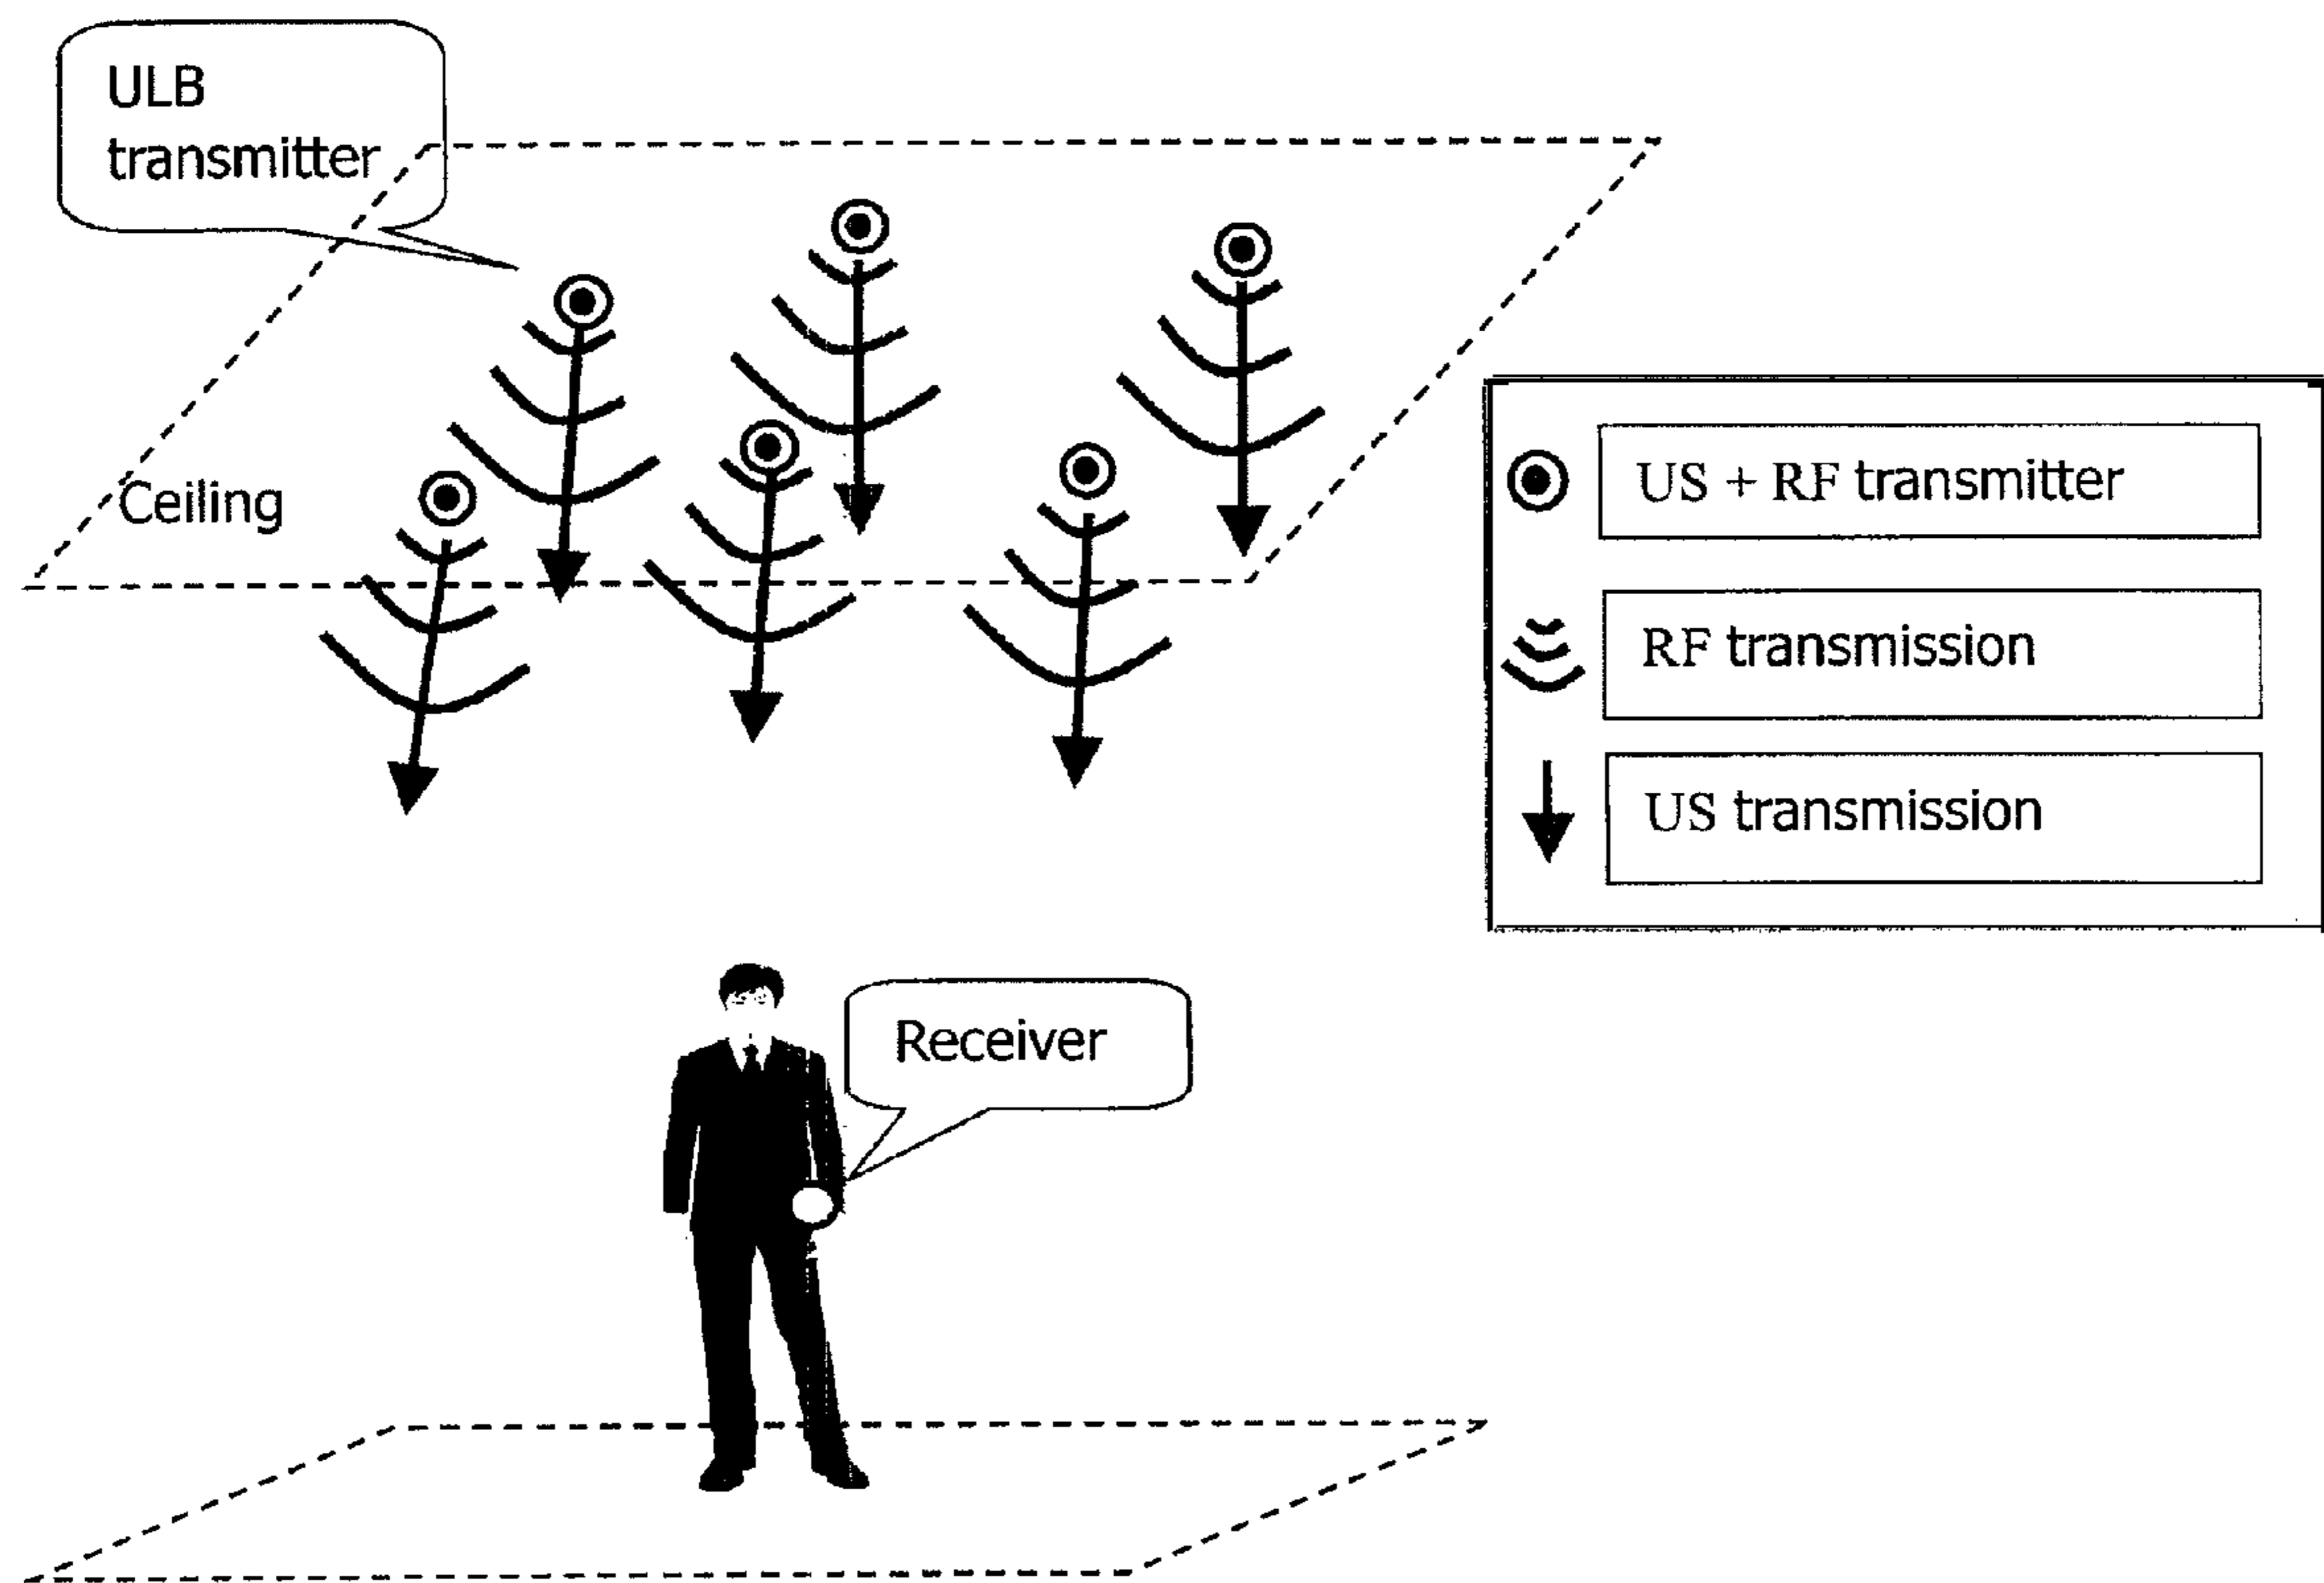 ULB
transmitter
Ceiling
US + RF transmitter
RF transmission
US transmission
Receiver